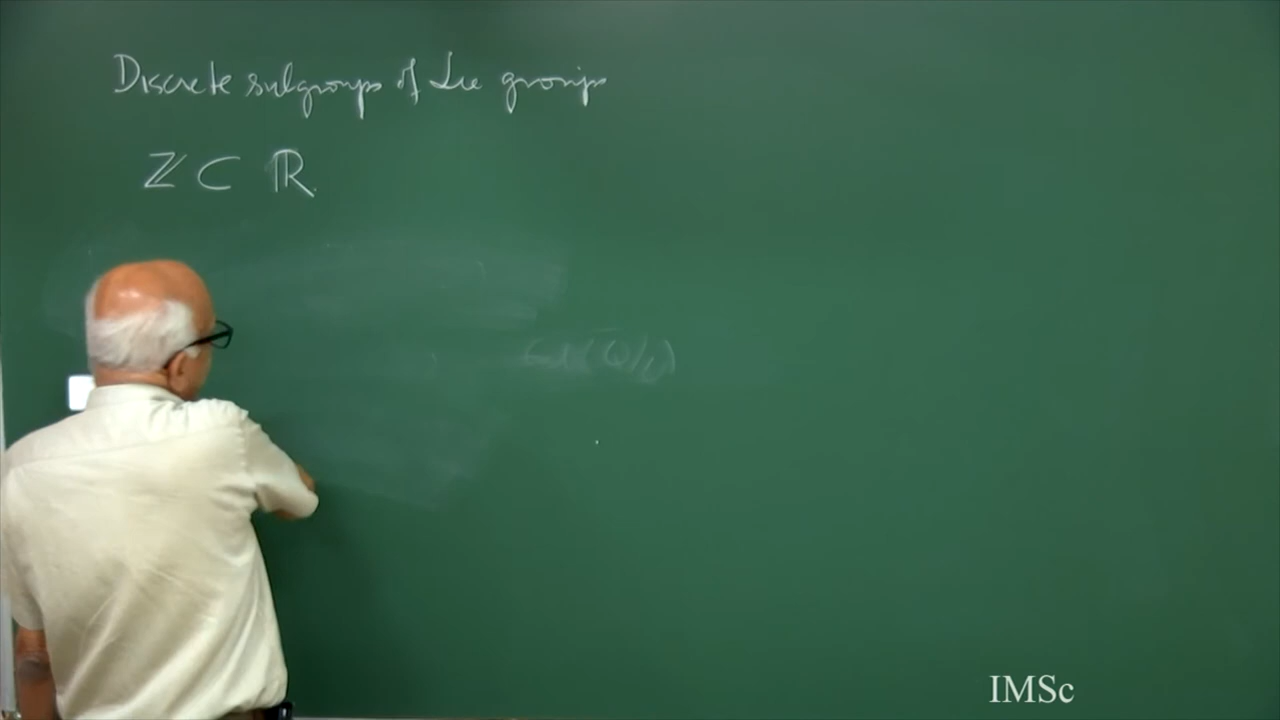 Discrete subgroups of Lie groups
ℤ ⊂ ℝ
IMSc